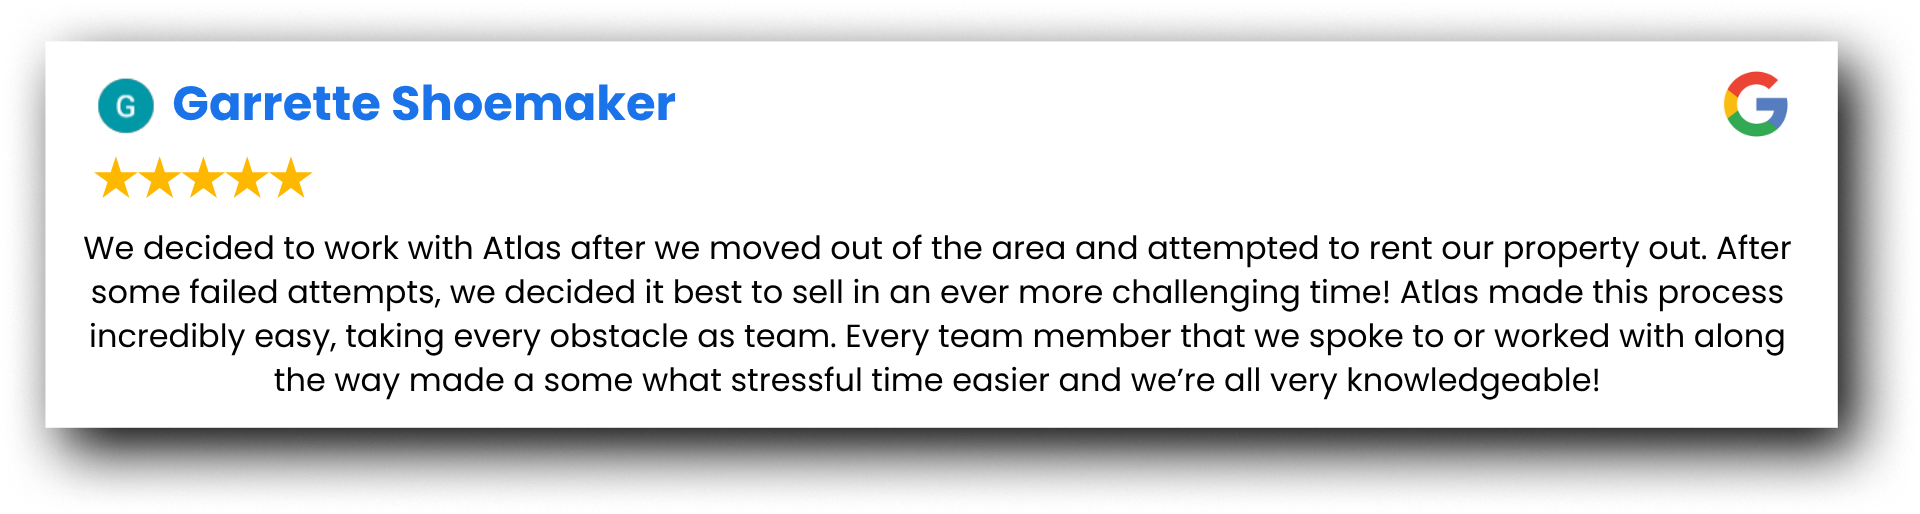 G Garrette Shoemaker G
We decided to work with Atlas after we moved out of the area and attempted to rent our property out. After
some failed attempts, we decided it best to sell in an ever more challenging time! Atlas made this process
incredibly easy, taking every obstacle as team. Every team member that we spoke to or worked with along
the way made a some what stressful time easier and we’re all very knowledgeable!